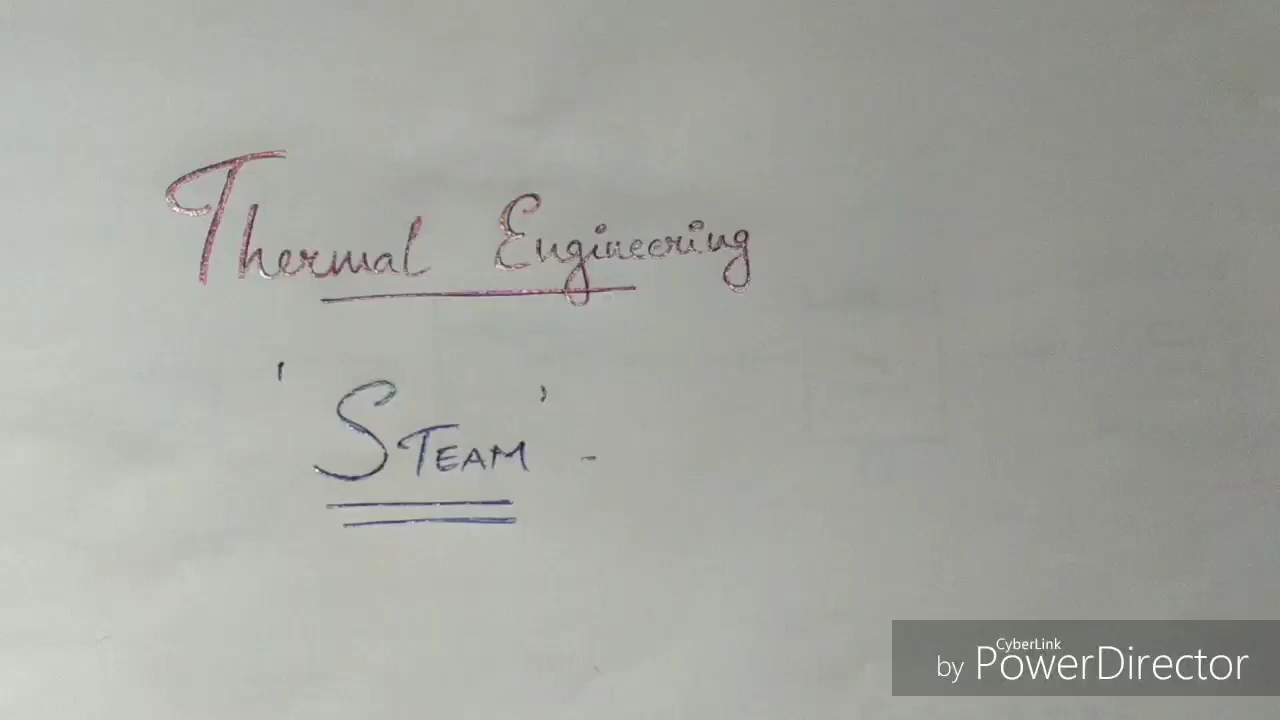 Thermal Engineering
' STEAM ' -
CyberLink
by PowerDirector